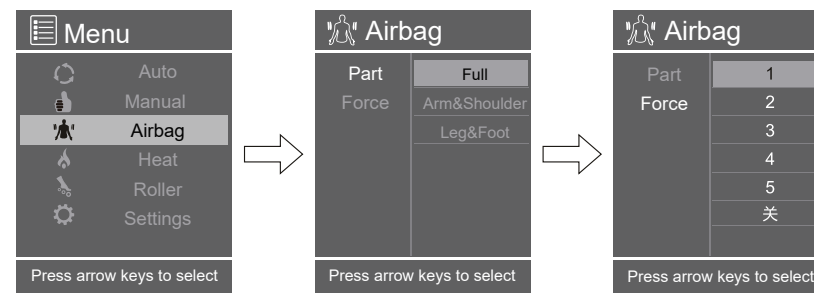 Menu
Auto
Manual
Airbag
Heat
Roller
Settings
Press arrow keys to select
Airbag
Part
Full
Force
Arm&Shoulder
Leg&Foot
Press arrow keys to select
Airbag
Part
1
Force
2
3
4
5
关
Press arrow keys to select